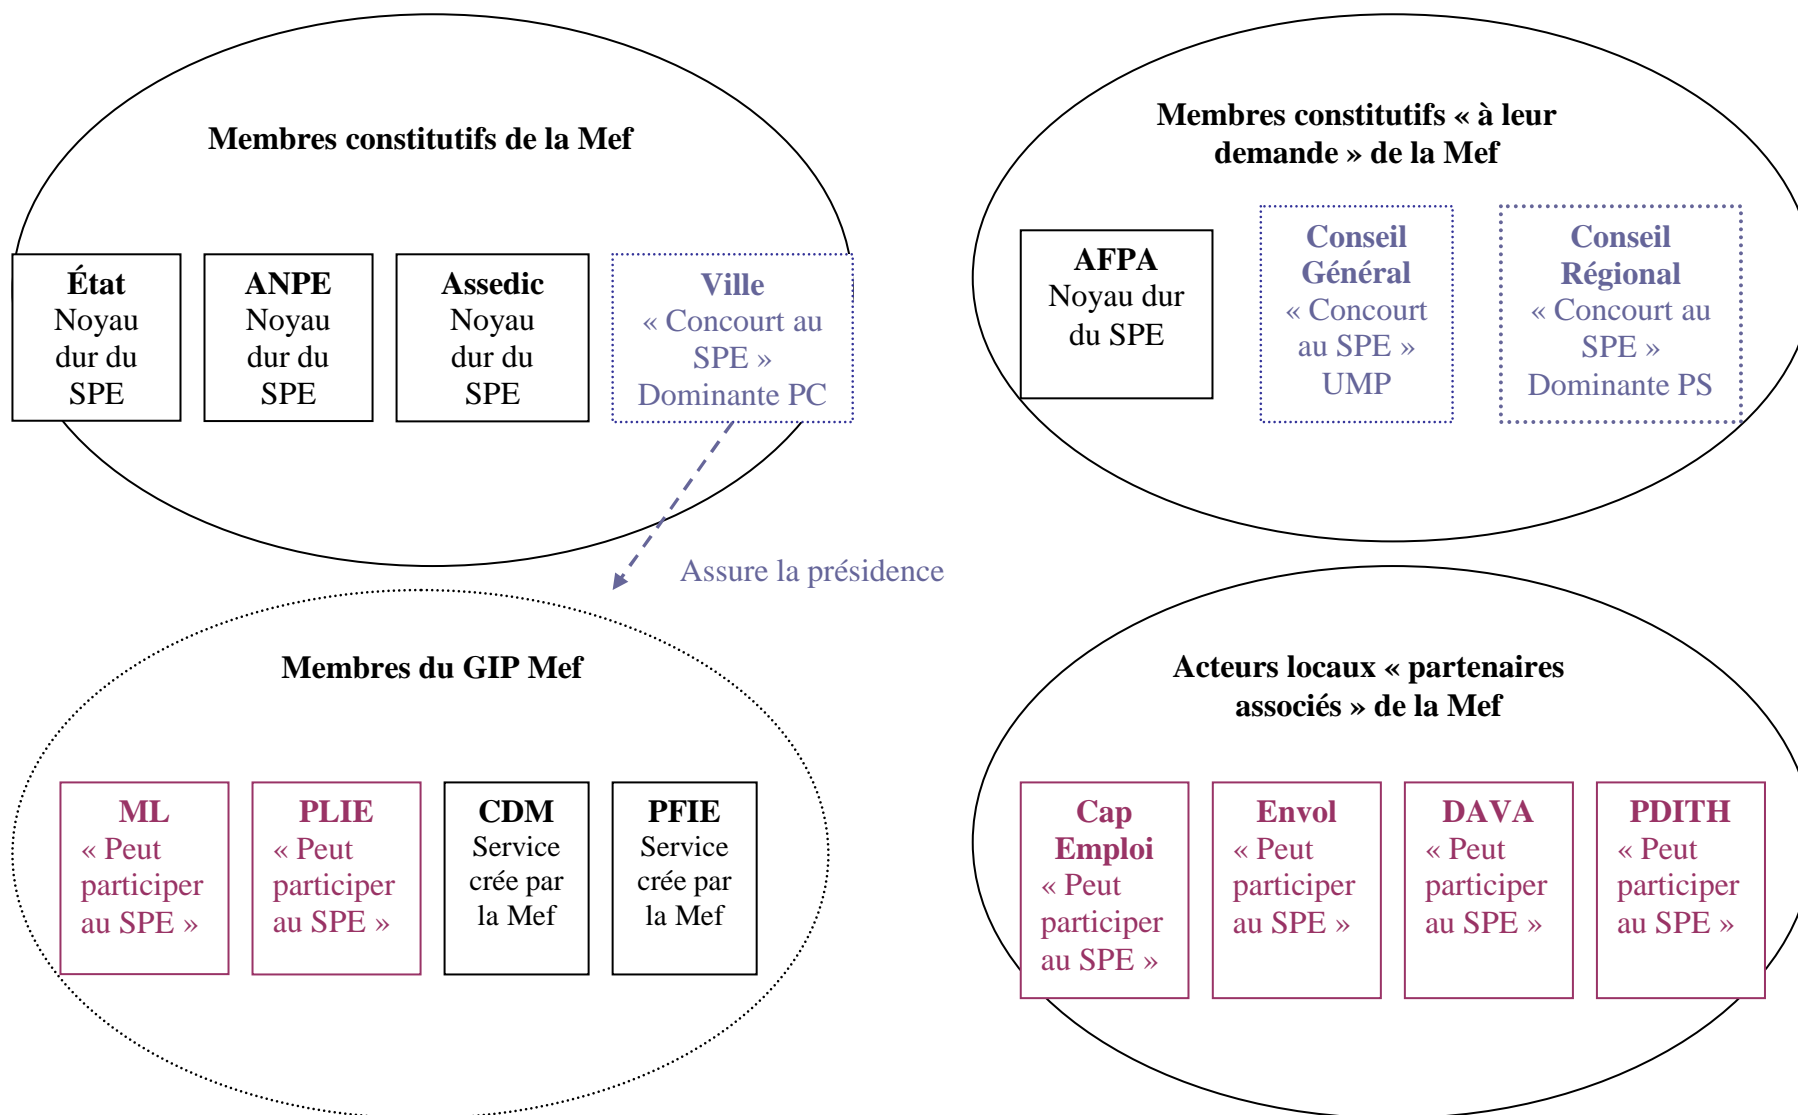 Membres constitutifs de la Mef
État
Noyau
dur du
SPE
ANPE
Noyau
dur du
SPE
Assedic
Noyau
dur du
SPE
Ville
« Concourt au
SPE »
Dominante PC
Membres constitutifs « à leur
demande » de la Mef
AFPA
Noyau dur
du SPE
Conseil
Général
« Concourt
au SPE »
UMP
Conseil
Régional
« Concourt au
SPE »
Dominante PS
Assure la présidence
Membres du GIP Mef
ML
« Peut
participer
au SPE »
PLIE
« Peut
participer
au SPE »
CDM
Service
crée par
la Mef
PFIE
Service
crée par
la Mef
Acteurs locaux « partenaires
associés » de la Mef
Cap
Emploi
« Peut
participer
au SPE »
Envol
« Peut
participer
au SPE »
DAVA
« Peut
participer
au SPE »
PDITH
« Peut
participer
au SPE »